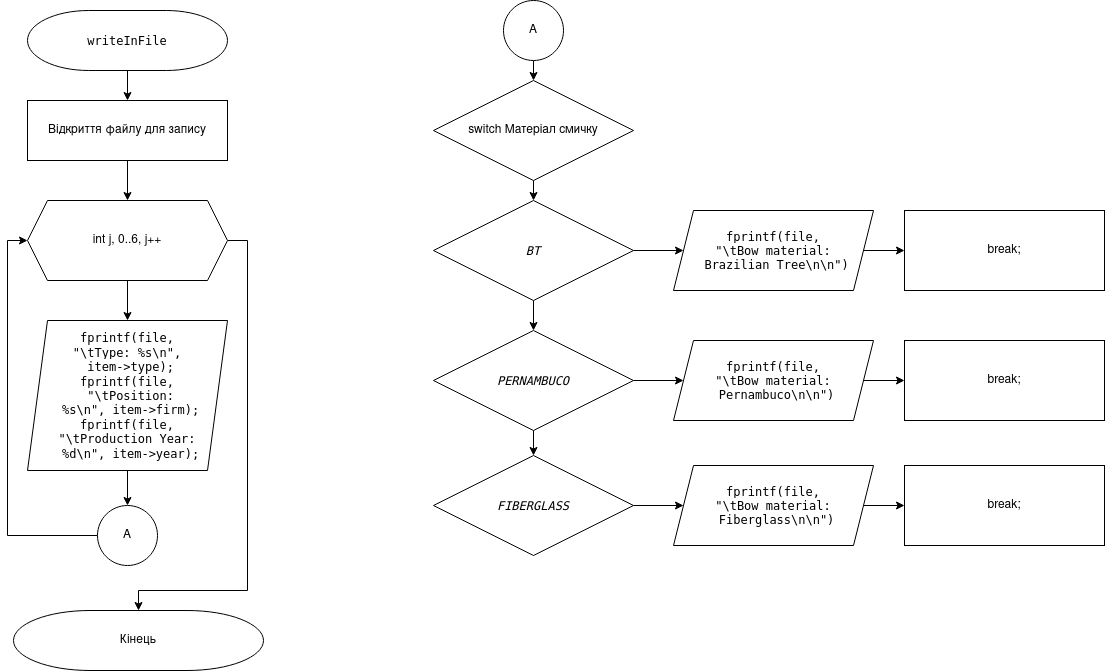 writeInFile
Відкриття файлу для запису
int j, 0..6, j++
fprintf(file,
"\tType: %s\n",
item->type);
fprintf(file,
"\tPosition:
%s\n", item->firm);
fprintf(file,
"\tProduction Year:
%d\n", item->year);
A
Кінець
A
switch Матеріал смичку
BT
fprintf(file,
"\tBow material:
Brazilian Tree\n\n")
break;
PERNAMBUCO
fprintf(file,
"\tBow material:
Pernambuco\n\n")
break;
FIBERGLASS
fprintf(file,
"\tBow material:
Fiberglass\n\n")
break;